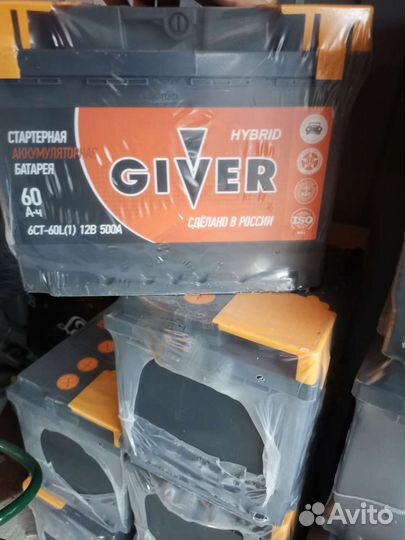 СТАРТЕРНАЯ
АККУМУЛЯТОРНАЯ
БАТАРЕЯ
HYBRID
GIVER
60
А·ч
СДЕЛАНО В РОССИИ
6СТ-60L(1) 12В 500А
ISO
Avito